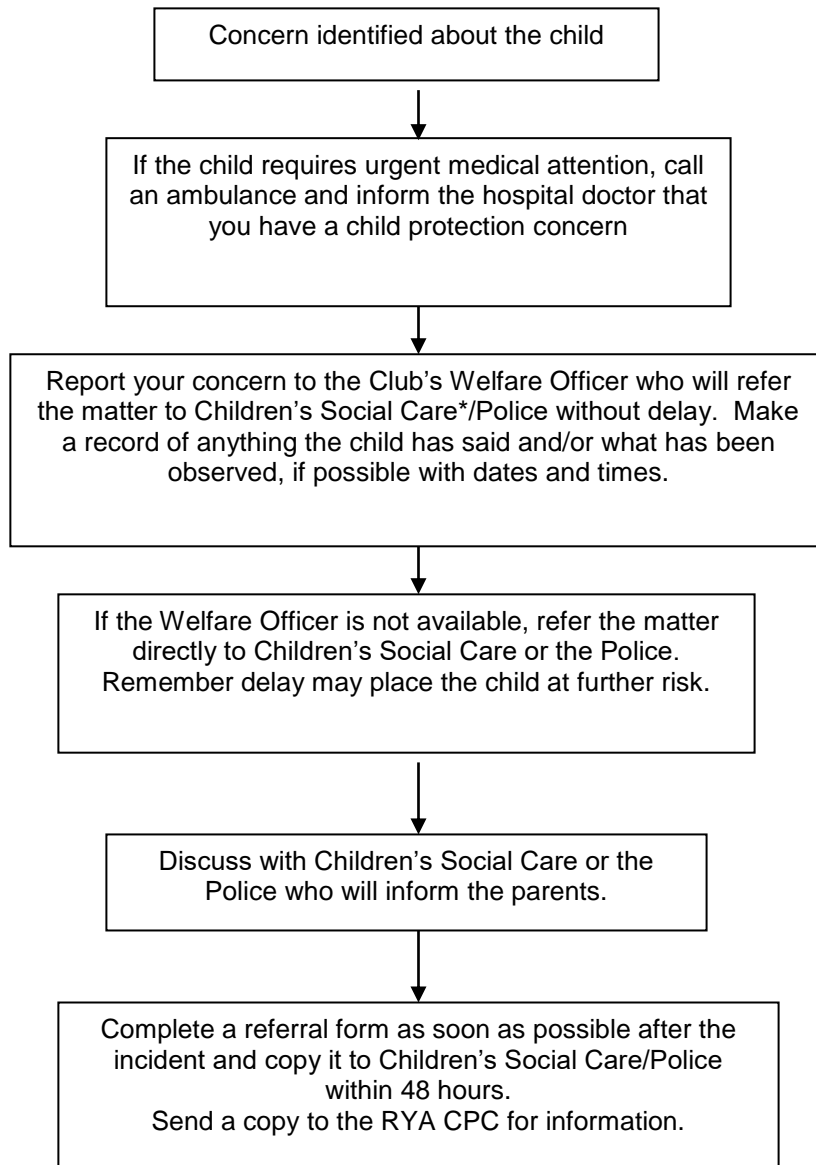 Concern identified about the child
If the child requires urgent medical attention, call
an ambulance and inform the hospital doctor that
you have a child protection concern
Report your concern to the Club’s Welfare Officer who will refer
the matter to Children’s Social Care*/Police without delay.  Make
a record of anything the child has said and/or what has been
observed, if possible with dates and times.
If the Welfare Officer is not available, refer the matter
directly to Children’s Social Care or the Police.
Remember delay may place the child at further risk.
Discuss with Children’s Social Care or the
Police who will inform the parents.
Complete a referral form as soon as possible after the
incident and copy it to Children’s Social Care/Police
within 48 hours.
Send a copy to the RYA CPC for information.